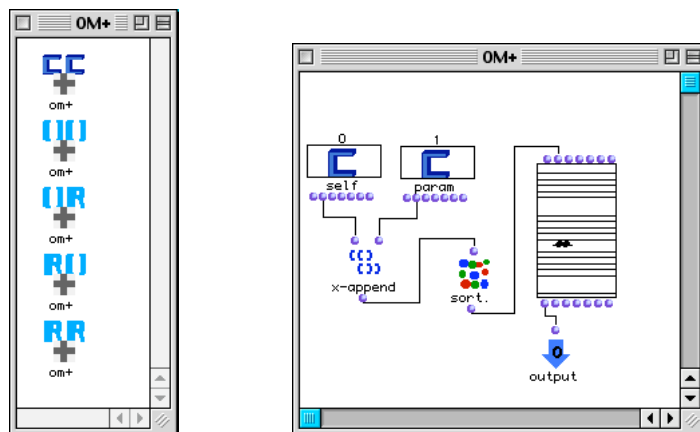 OM+
CC
om+
()()
om+
()R
om+
R()
om+
RR
om+
OM+
0
1
C
C
self
param
(()
())
x-append
sort.
0
output